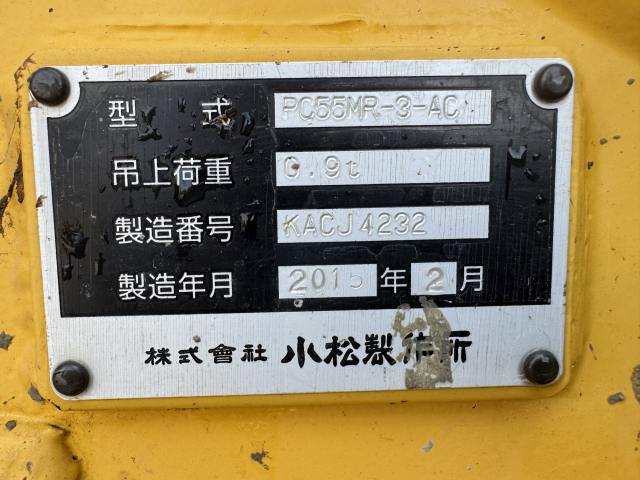 型式 PC55MR-3-AC
吊上荷重 0.9t
製造番号 KACJ4232
製造年月 2015年2月
株式會社 小松製作所